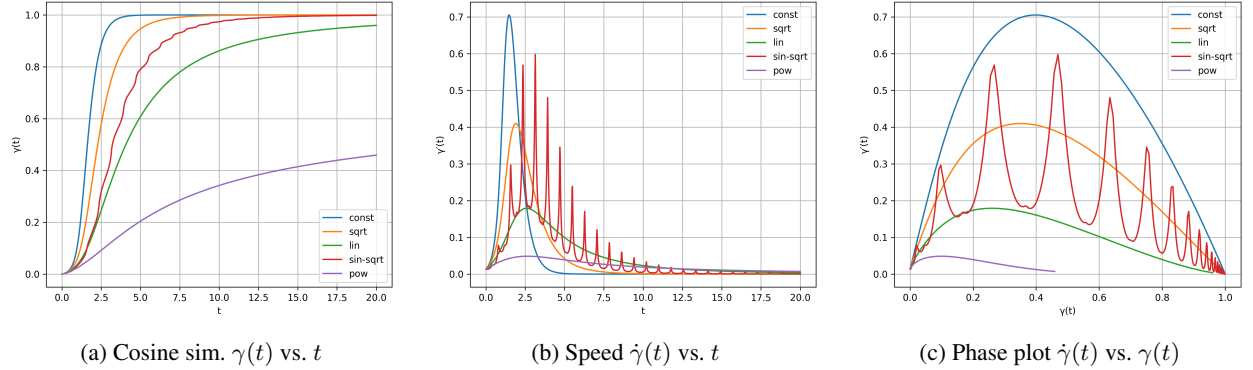 1.0
0.8
0.6
0.4
0.2
0.0
γ(t)
0.0 2.5 5.0 7.5 10.0 12.5 15.0 17.5 20.0
t
const
sqrt
lin
sin-sqrt
pow
0.7
0.6
0.5
0.4
0.3
0.2
0.1
0.0
γ′(t)
0.0 2.5 5.0 7.5 10.0 12.5 15.0 17.5 20.0
t
const
sqrt
lin
sin-sqrt
pow
0.7
0.6
0.5
0.4
0.3
0.2
0.1
0.0
γ′(t)
0.0 0.2 0.4 0.6 0.8 1.0
γ(t)
const
sqrt
lin
sin-sqrt
pow
(a) Cosine sim. γ(t) vs. t
(b) Speed γ̇(t) vs. t
(c) Phase plot γ̇(t) vs. γ(t)